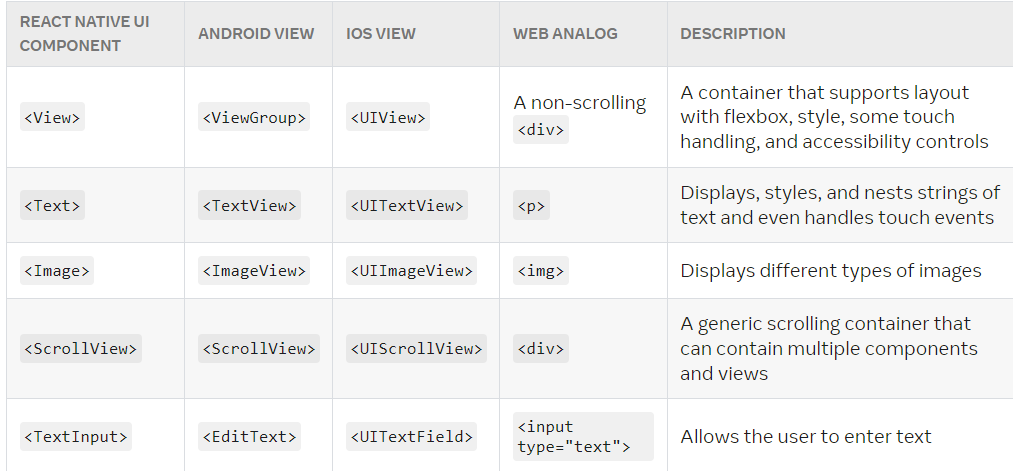 REACT NATIVE UI COMPONENT ANDROID VIEW IOS VIEW WEB ANALOG DESCRIPTION
<View> <ViewGroup> <UIView> A non-scrolling <div> A container that supports layout with flexbox, style, some touch handling, and accessibility controls
<Text> <TextView> <UITextView> <p> Displays, styles, and nests strings of text and even handles touch events
<Image> <ImageView> <UIImageView> <img> Displays different types of images
<ScrollView> <ScrollView> <UIScrollView> <div> A generic scrolling container that can contain multiple components and views
<TextInput> <EditText> <UITextField> <input type="text"> Allows the user to enter text